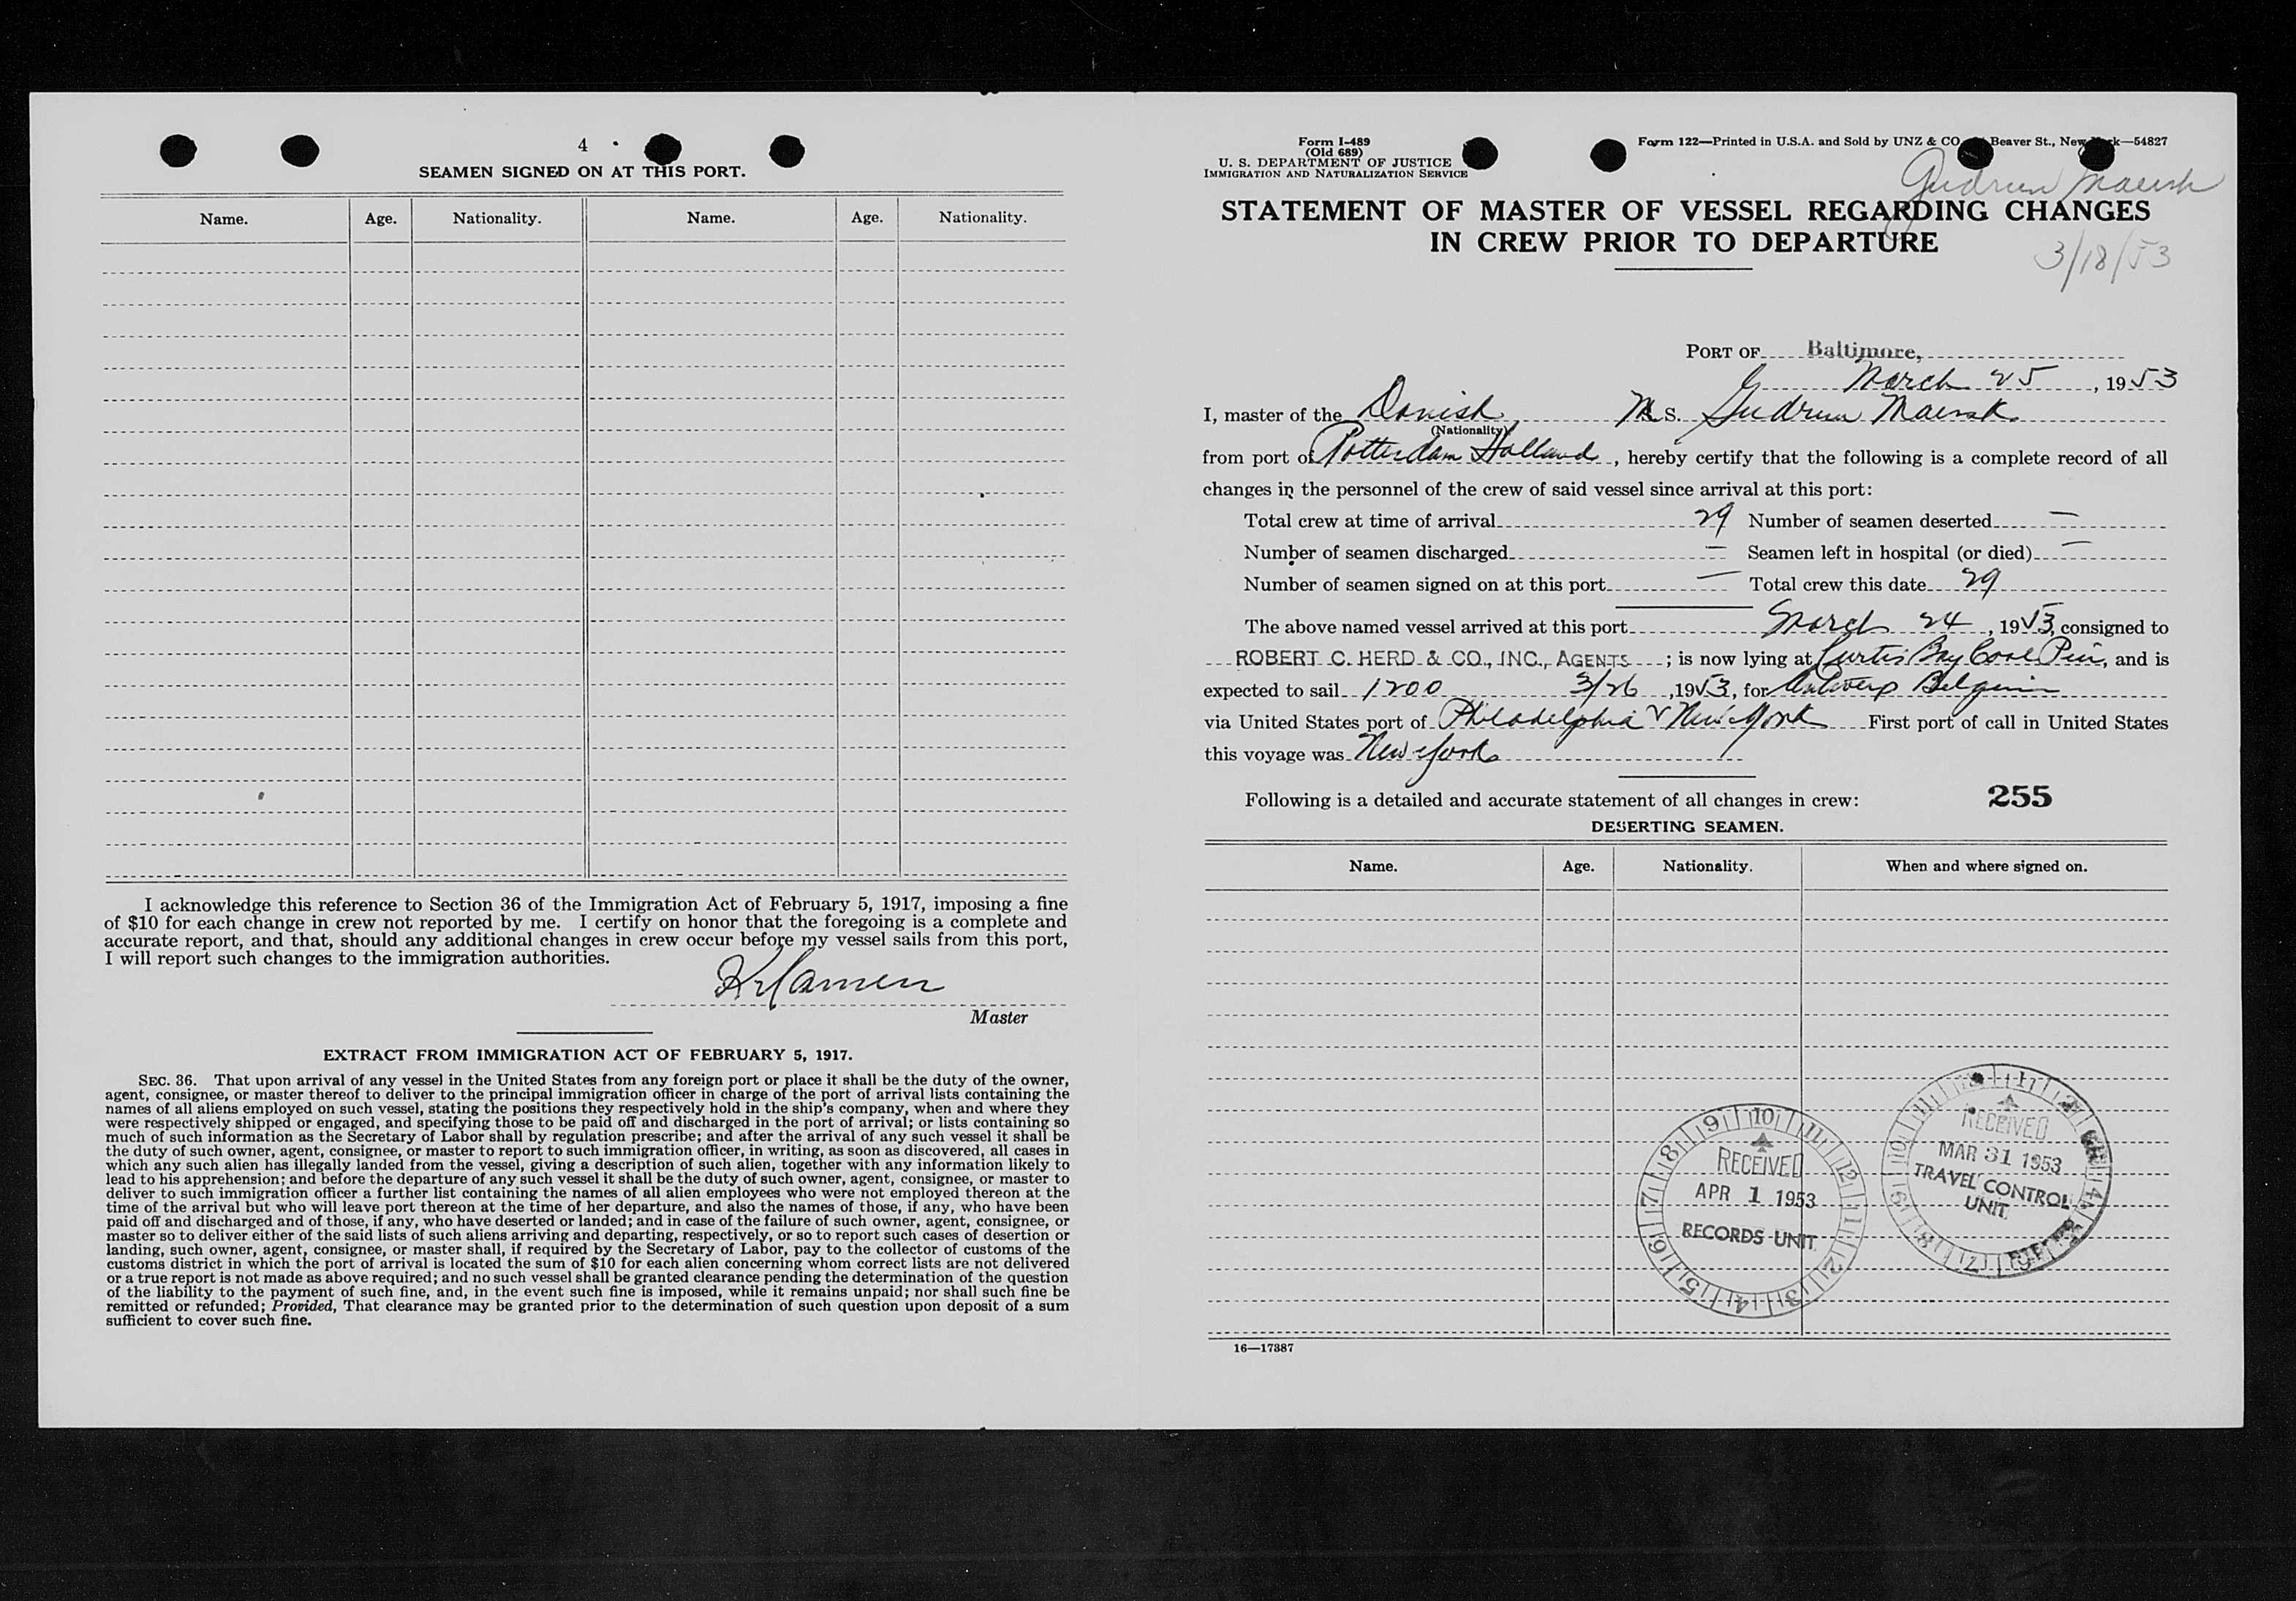 4
SEAMEN SIGNED ON AT THIS PORT.
Name. Age. Nationality. Name. Age. Nationality.
I acknowledge this reference to Section 36 of the Immigration Act of February 5, 1917, imposing a fine
of $10 for each change in crew not reported by me. I certify on honor that the foregoing is a complete and
accurate report, and that, should any additional changes in crew occur before my vessel sails from this port,
I will report such changes to the immigration authorities.
Master
EXTRACT FROM IMMIGRATION ACT OF FEBRUARY 5, 1917.
SEC. 36. That upon arrival of any vessel in the United States from any foreign port or place it shall be the duty of the owner,
agent, consignee, or master thereof to deliver to the principal immigration officer in charge of the port of arrival lists containing the
names of all aliens employed on such vessel, stating the positions they respectively hold in the ship's company, when and where they
were respectively shipped or engaged, and specifying those to be paid off and discharged in the port of arrival; or lists containing so
much of such information as the Secretary of Labor shall by regulation prescribe; and after the arrival of any such vessel it shall be
the duty of such owner, agent, consignee, or master to report to such immigration officer, in writing, as soon as discovered, all cases in
which any such alien has illegally landed from the vessel, giving a description of such alien, together with any information likely to
lead to his apprehension; and before the departure of any such vessel it shall be the duty of such owner, agent, consignee, or master to
deliver to such immigration officer a further list containing the names of all alien employees who were not employed thereon at the
time of the arrival but who will leave port thereon at the time of her departure, and also the names of those, if any, who have been
paid off and discharged and of those, if any, who have deserted or landed; and in case of the failure of such owner, agent, consignee, or
master so to deliver either of the said lists of such aliens arriving and departing, respectively, or so to report such cases of desertion or
landing, such owner, agent, consignee, or master shall, if required by the Secretary of Labor, pay to the collector of customs of the
customs district in which the port of arrival is located the sum of $10 for each alien concerning whom correct lists are not delivered
or a true report is not made as above required; and no such vessel shall be granted clearance pending the determination of the question
of the liability to the payment of such fine, and, in the event such fine is imposed, while it remains unpaid; nor shall such fine be
remitted or refunded; Provided, That clearance may be granted prior to the determination of such question upon deposit of a sum
sufficient to cover such fine.
Form I-489
(Old 689)
U. S. DEPARTMENT OF JUSTICE
IMMIGRATION AND NATURALIZATION SERVICE
Form 122—Printed in U.S.A. and Sold by UNZ & CO Beaver St., New—54827
Gudrun Maersk
STATEMENT OF MASTER OF VESSEL REGARDING CHANGES
IN CREW PRIOR TO DEPARTURE
3/18/53
PORT OF Baltimore,
March 25, 1953
I, master of the Danish M S. Gudrun Maersk
(Nationality)
from port of Rotterdam Holland, hereby certify that the following is a complete record of all
changes in the personnel of the crew of said vessel since arrival at this port:
Total crew at time of arrival 29 Number of seamen deserted —
Number of seamen discharged — Seamen left in hospital (or died) —
Number of seamen signed on at this port — Total crew this date 29
The above named vessel arrived at this port March 24, 1953, consigned to
ROBERT C. HERD & CO., INC., AGENTS; is now lying at Curtis Bay Coal Pier, and is
expected to sail 1200 3/26, 1953, for Antwerp Belgium
via United States port of Philadelphia & New York First port of call in United States
this voyage was New York
Following is a detailed and accurate statement of all changes in crew: 255
DESERTING SEAMEN.
Name. Age. Nationality. When and where signed on.
RECEIVED
MAR 31 1953
TRAVEL CONTROL
UNIT
RECEIVED
APR 1 1953
RECORDS UNIT
16—17387